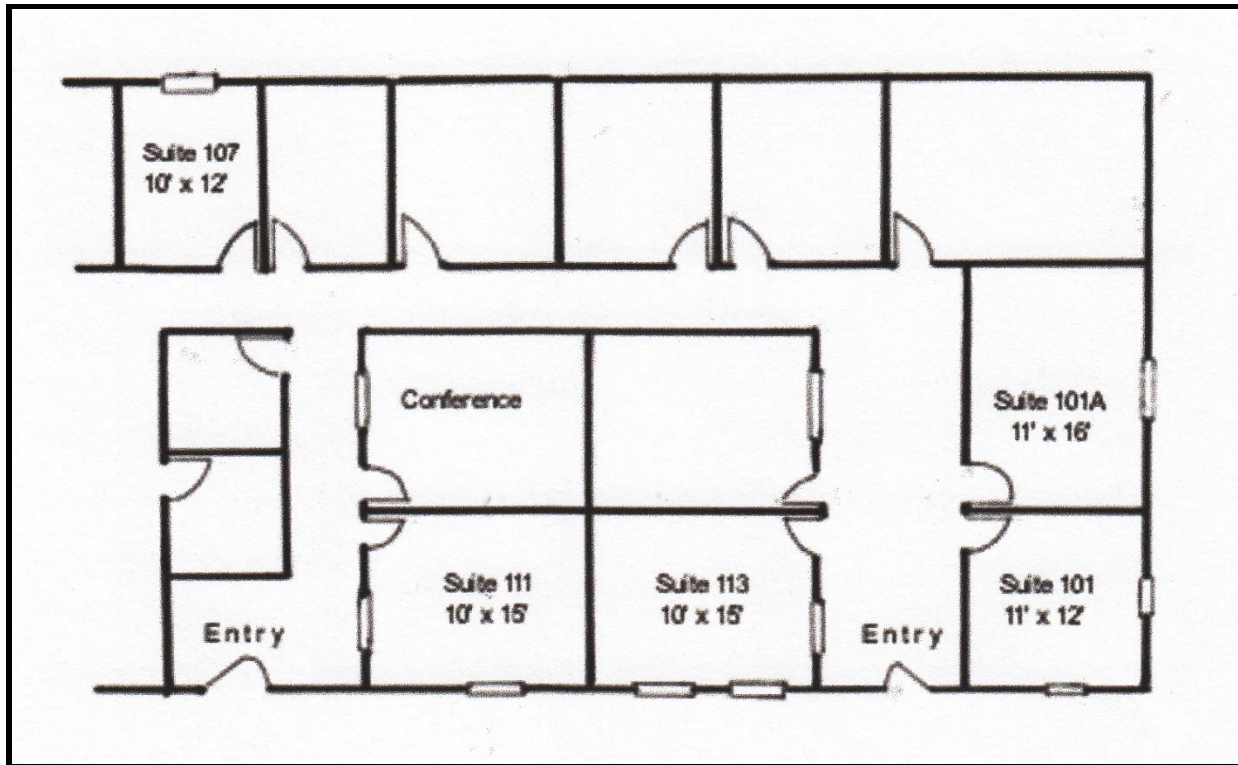 Suite 107
10' x 12'
Conference
Suite 101A
11' x 16'
Suite 111
10' x 15'
Suite 113
10' x 15'
Suite 101
11' x 12'
Entry
Entry